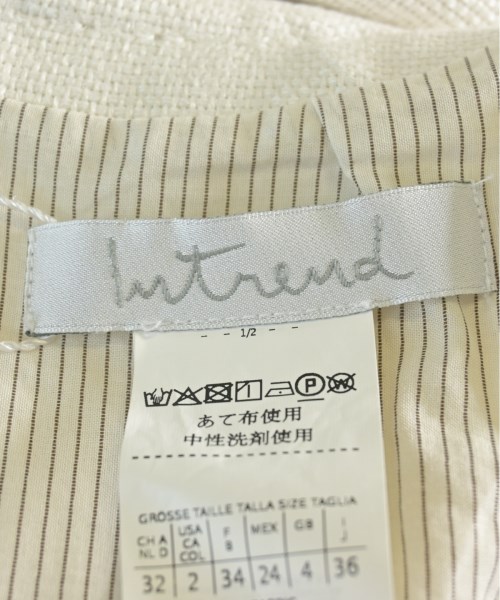 Intrend
- - 1/2 - -
P W
あて布使用
中性洗剤使用
GROSSE TAILLE TALLA SIZE TAGLIA
CH A NL D USA CA COL F B MEX GB I J
32 2 34 24 4 36